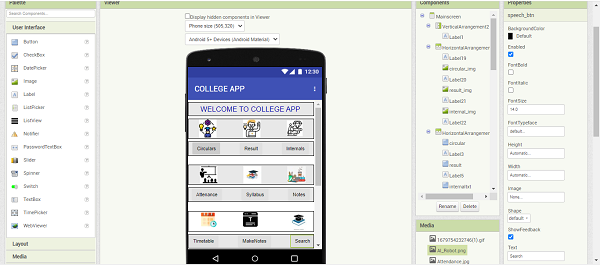 Palette
Search Components...
User Interface
Button
CheckBox
DatePicker
Image
Label
ListPicker
ListView
Notifier
PasswordTextBox
Slider
Spinner
Switch
TextBox
TimePicker
WebViewer
Layout
Media
Viewer
Display hidden components in Viewer
Phone size (505,320)
Android 5+ Devices (Android Material)
12:30
COLLEGE APP
WELCOME TO COLLEGE APP
Circulars Result Internals
Attenance Syllabus Notes
Timetable MakeNotes Search
Components
Mainscreen
VerticalArrangement2
Label1
HorizontalArrangement
Label19
circular_img
Label20
result_img
Label21
internal_img
Label22
HorizontalArrangement
circular
Label3
result
Label5
internaltxt
Rename Delete
Media
1679754232746(1).gif
AI_Robot.png
Attendance.jpg
Properties
speech_btn
BackgroundColor
Default
Enabled
FontBold
FontItalic
FontSize
14.0
FontTypeface
default...
Height
Automatic...
Width
Automatic...
Image
None...
Shape
default
ShowFeedback
Text
Search